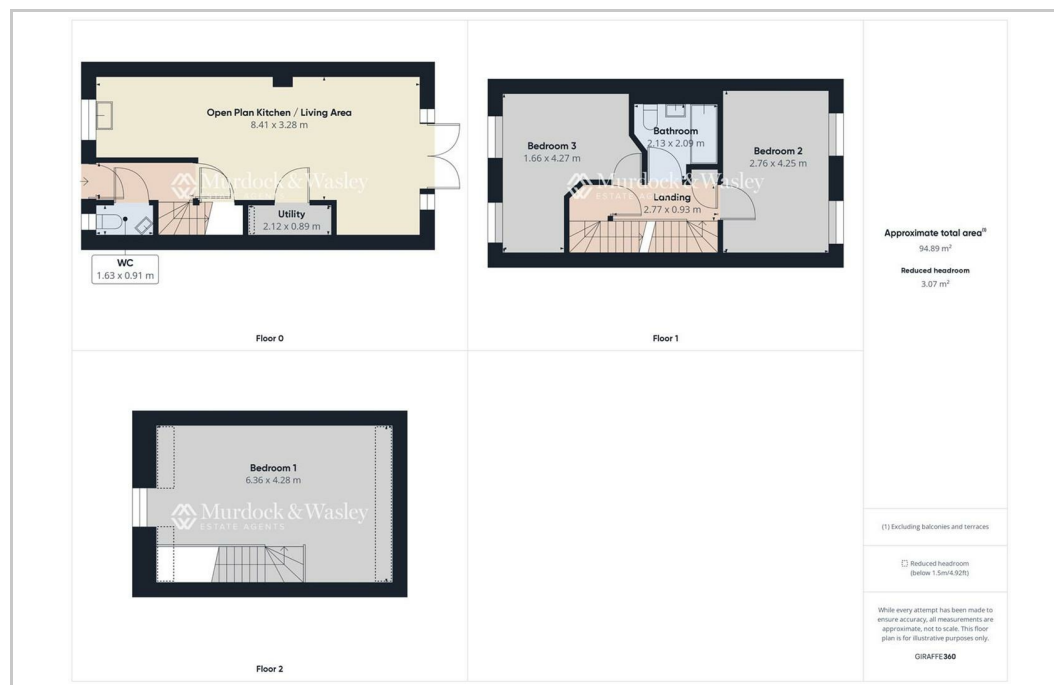 Open Plan Kitchen / Living Area
8.41 x 3.28 m
Murdock & Wasley
Utility
2.12 x 0.89 m
WC
1.63 x 0.91 m
Floor 0
Bedroom 3
1.66 x 4.27 m
Bathroom
2.13 x 2.09 m
Bedroom 2
2.76 x 4.25 m
Murdock & Wasley
ESTATE AGENTS
Landing
2.77 x 0.93 m
Floor 1
Approximate total area(1)
94.89 m²
Reduced headroom
3.07 m²
Bedroom 1
6.36 x 4.28 m
Murdock & Wasley
ESTATE AGENTS
Floor 2
(1) Excluding balconies and terraces
Reduced headroom
(below 1.5m/4.92ft)
While every attempt has been made to
ensure accuracy, all measurements are
approximate, not to scale. This floor
plan is for illustrative purposes only.
GIRAFFE360